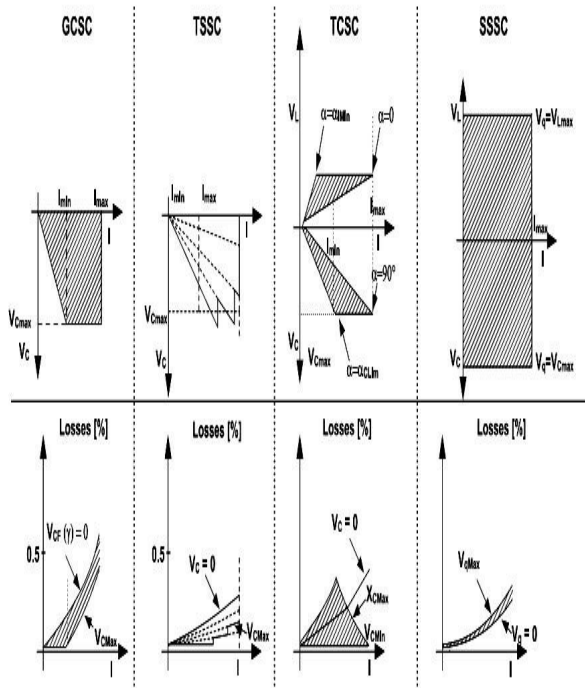 GCSC
TSSC
TCSC
SSSC
Imin
Imax
I
VCmax
VC
Imin
Imax
I
VCmax
VC
VL
α=αlMin
α=0
Imax
Imin
I
α=90°
VC
VCmax
α=αCLim
VL
Vq=VLmax
Imax
I
VC
Vq=VCmax
Losses [%]
0.5
VCF (γ) = 0
VCMax
I
Losses [%]
0.5
VC = 0
VCMax
I
Losses [%]
VC = 0
XCMax
VCMin
I
Losses [%]
VqMax
Vq = 0
I